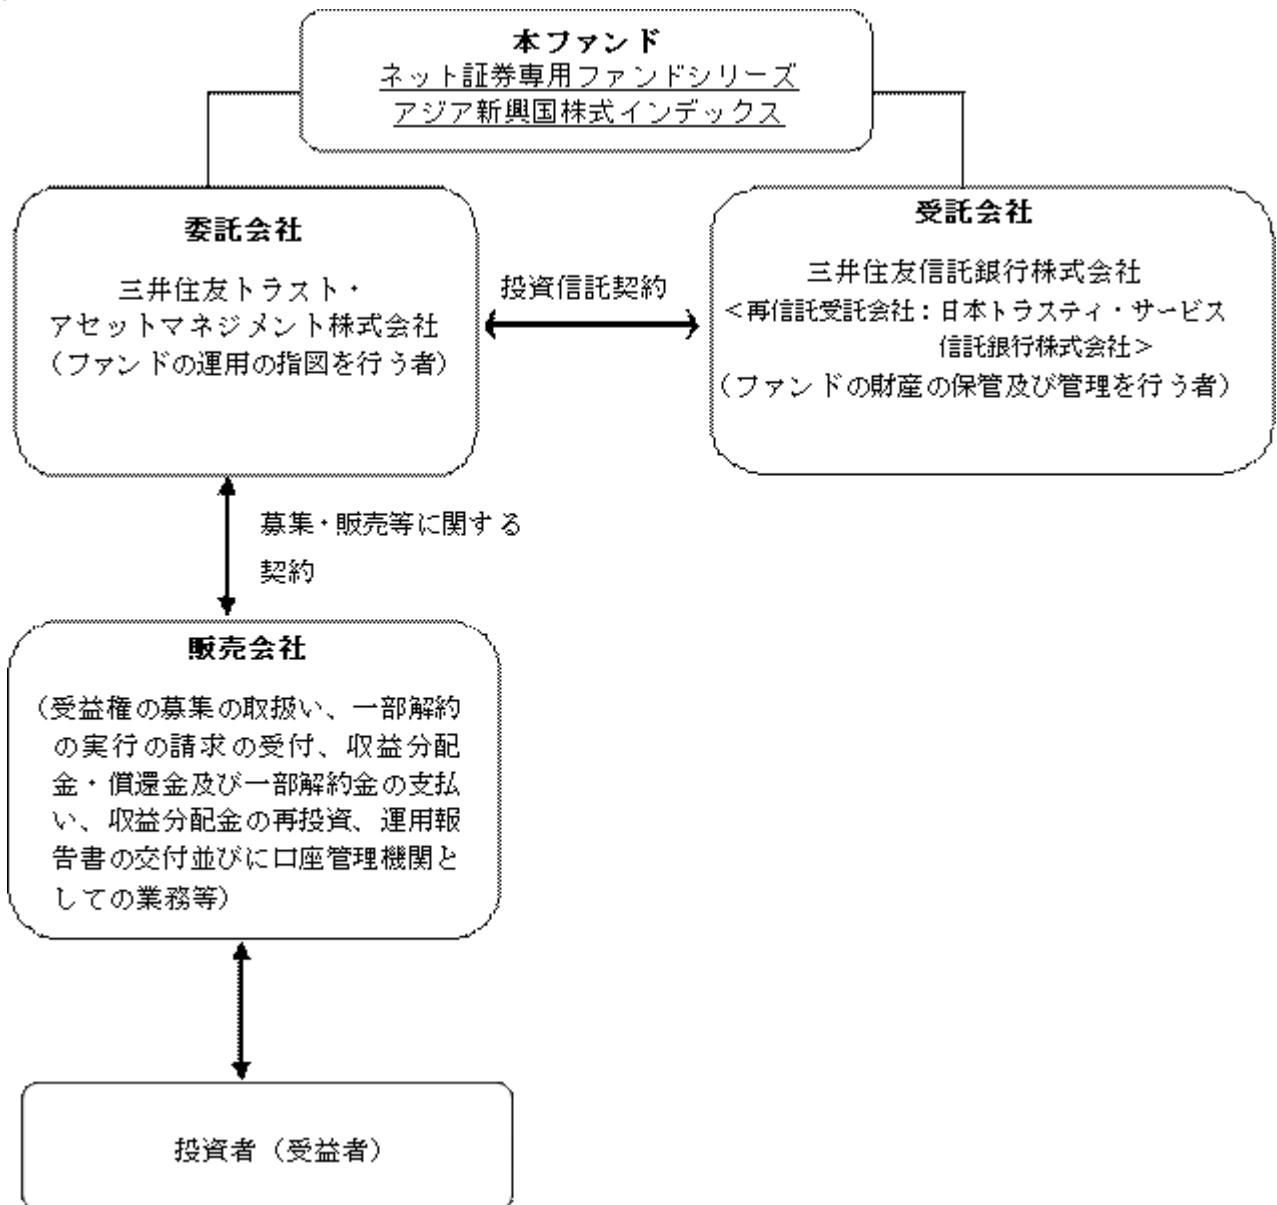 本ファンド
ネット証券専用ファンドシリーズ
アジア新興国株式インデックス
委託会社
三井住友トラスト・
アセットマネジメント株式会社
（ファンドの運用の指図を行う者）
投資信託契約
受託会社
三井住友信託銀行株式会社
＜再信託受託会社：日本トラスティ・サービス
信託銀行株式会社＞
（ファンドの財産の保管及び管理を行う者）
募集・販売等に関する
契約
販売会社
（受益権の募集の取扱い、一部解約
の実行の請求の受付、収益分配
金・償還金及び一部解約金の支払
い、収益分配金の再投資、運用報
告書の交付並びに口座管理機関と
しての業務等）
投資者（受益者）